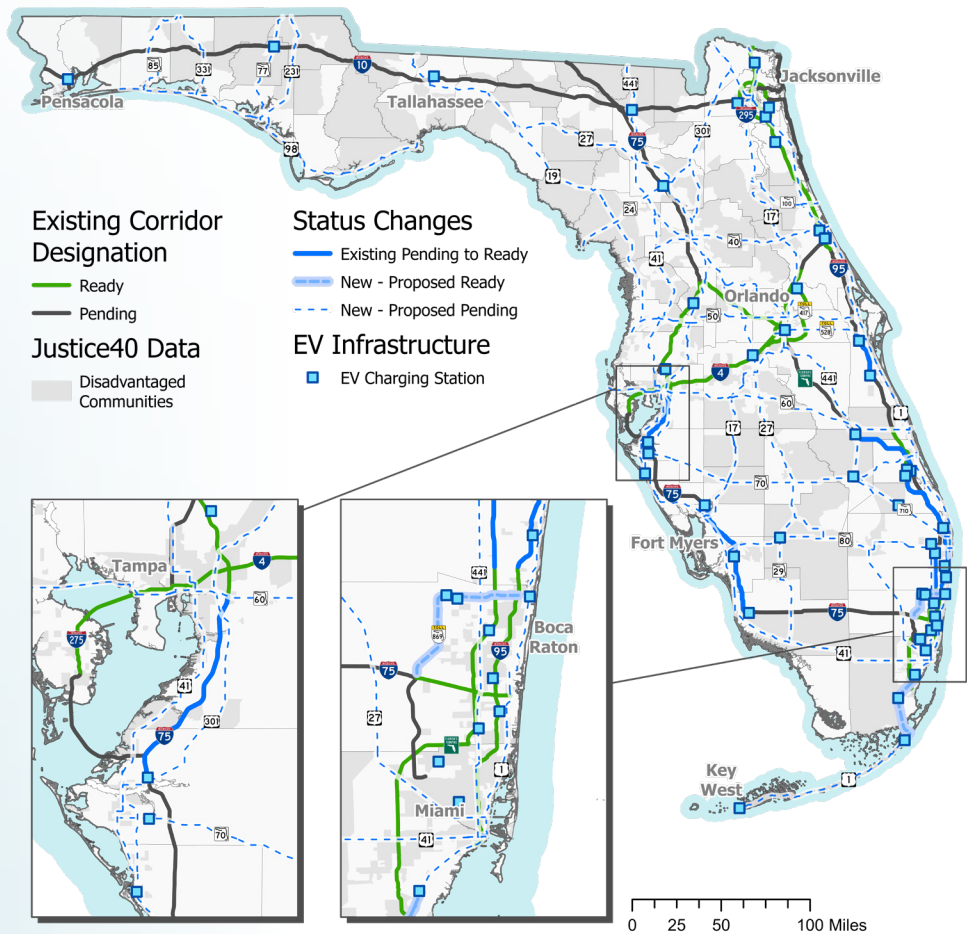 85
331
77
231
10
441
Jacksonville
Pensacola
Tallahassee
295
98
27
75
301
19
24
17
100
Existing Corridor
Designation
Status Changes
Existing Pending to Ready
Ready
New - Proposed Ready
Pending
New - Proposed Pending
Justice40 Data
EV Infrastructure
Disadvantaged
Communities
EV Charging Station
40
41
95
Orlando
50
417
528
4
441
60
1
17
27
75
70
710
Fort Myers
80
29
75
41
Key
West
1
Tampa
4
60
275
41
301
75
70
441
869
Boca
Raton
95
75
27
1
Miami
41
0
25
50
100 Miles